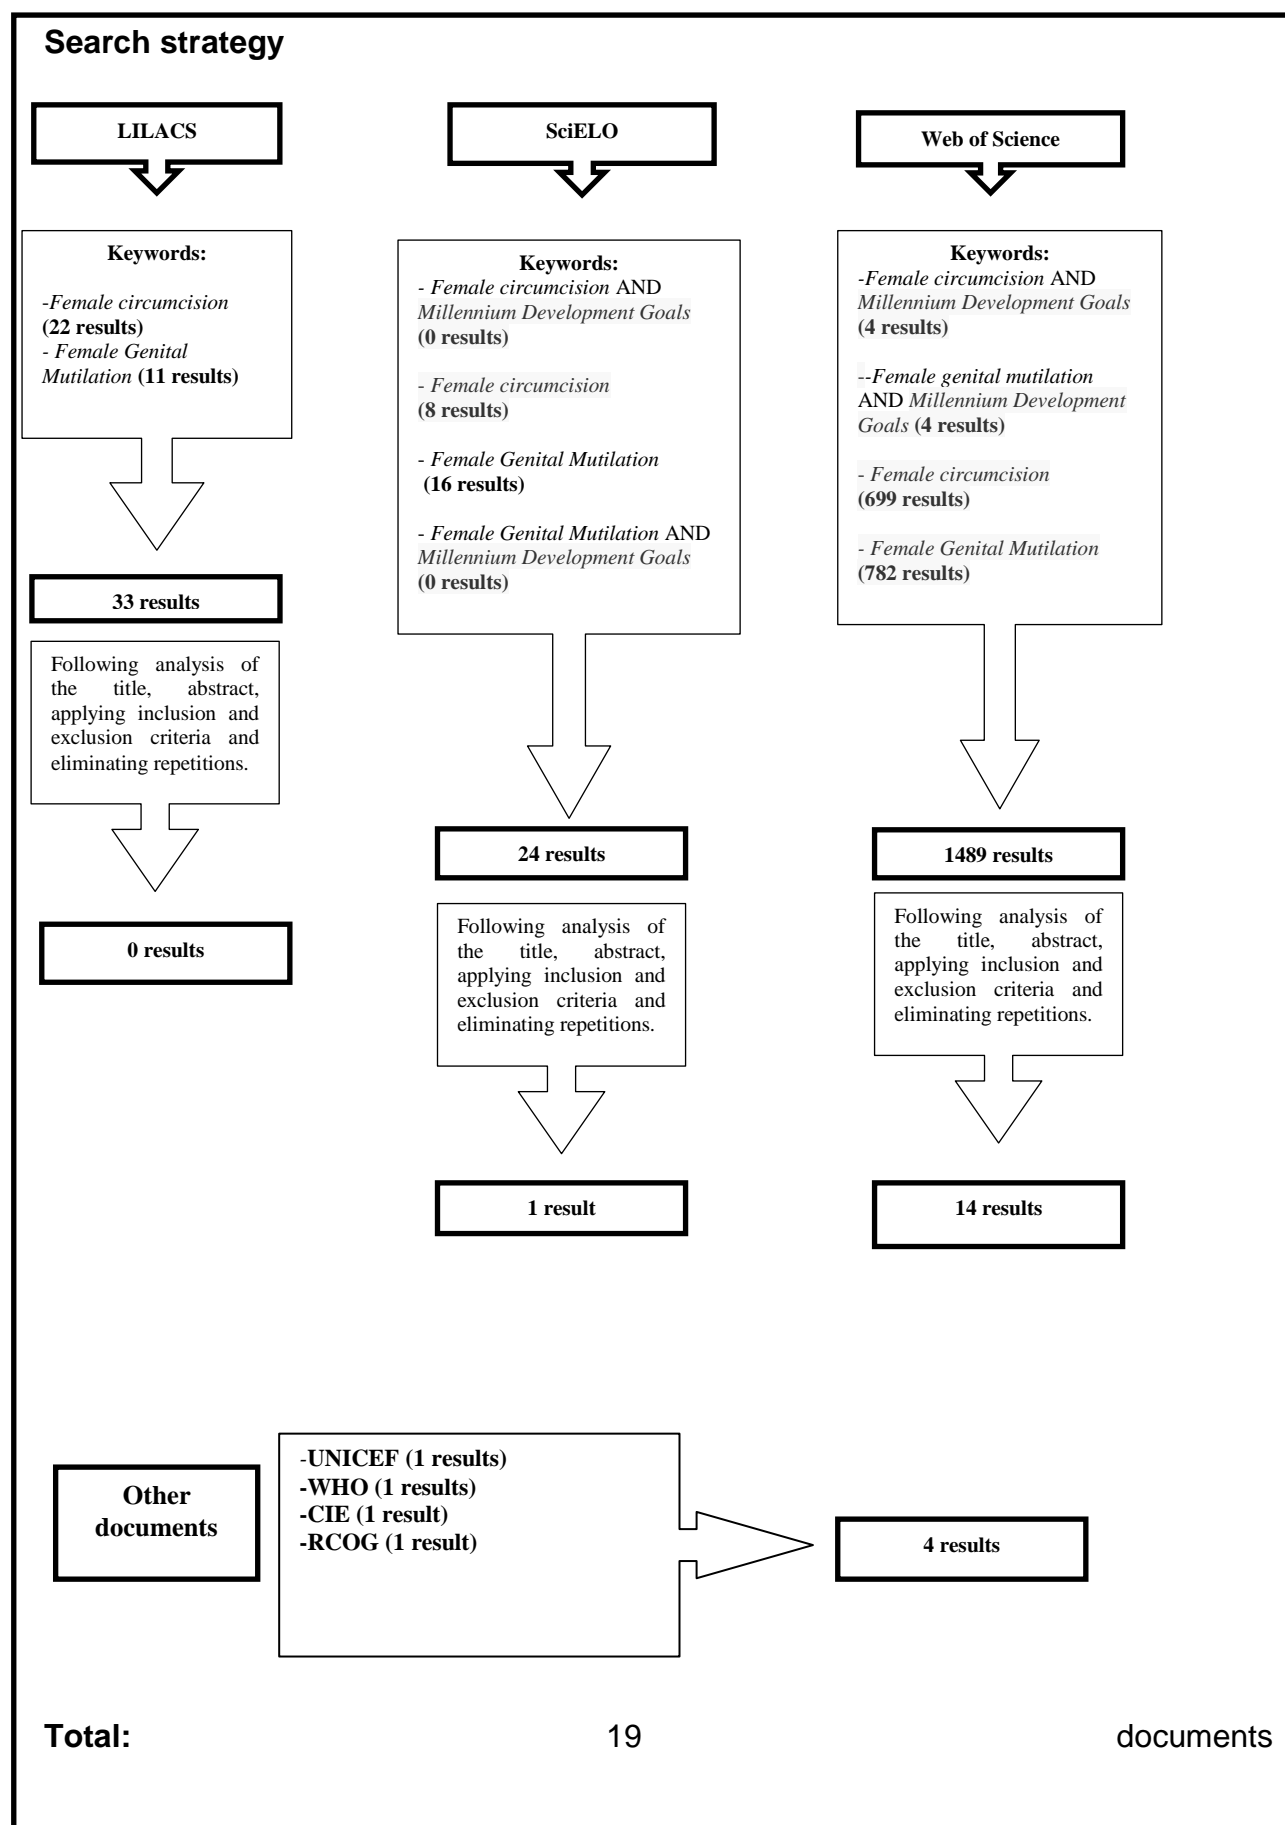 Search strategy
LILACS
Keywords:
-Female circumcision
(22 results)
- Female Genital
Mutilation (11 results)
33 results
Following analysis of
the title, abstract,
applying inclusion and
exclusion criteria and
eliminating repetitions.
0 results
SciELO
Keywords:
- Female circumcision AND
Millennium Development Goals
(0 results)
- Female circumcision
(8 results)
- Female Genital Mutilation
(16 results)
- Female Genital Mutilation AND
Millennium Development Goals
(0 results)
24 results
Following analysis of
the title, abstract,
applying inclusion and
exclusion criteria and
eliminating repetitions.
1 result
Web of Science
Keywords:
-Female circumcision AND
Millennium Development Goals
(4 results)
--Female genital mutilation
AND Millennium Development
Goals (4 results)
- Female circumcision
(699 results)
- Female Genital Mutilation
(782 results)
1489 results
Following analysis of
the title, abstract,
applying inclusion and
exclusion criteria and
eliminating repetitions.
14 results
Other
documents
-UNICEF (1 results)
-WHO (1 results)
-CIE (1 result)
-RCOG (1 result)
4 results
Total: 19 documents